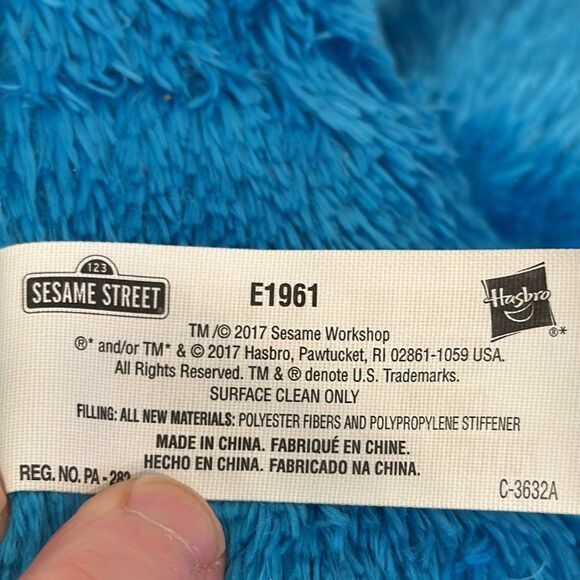 123
SESAME STREET
E1961
Hasbro
®*
TM /© 2017 Sesame Workshop
®* and/or TM* & © 2017 Hasbro, Pawtucket, RI 02861-1059 USA.
All Rights Reserved. TM & ® denote U.S. Trademarks.
SURFACE CLEAN ONLY
FILLING: ALL NEW MATERIALS: POLYESTER FIBERS AND POLYPROPYLENE STIFFENER
MADE IN CHINA. FABRIQUÉ EN CHINE.
HECHO EN CHINA. FABRICADO NA CHINA.
REG. NO. PA - 282
C-3632A